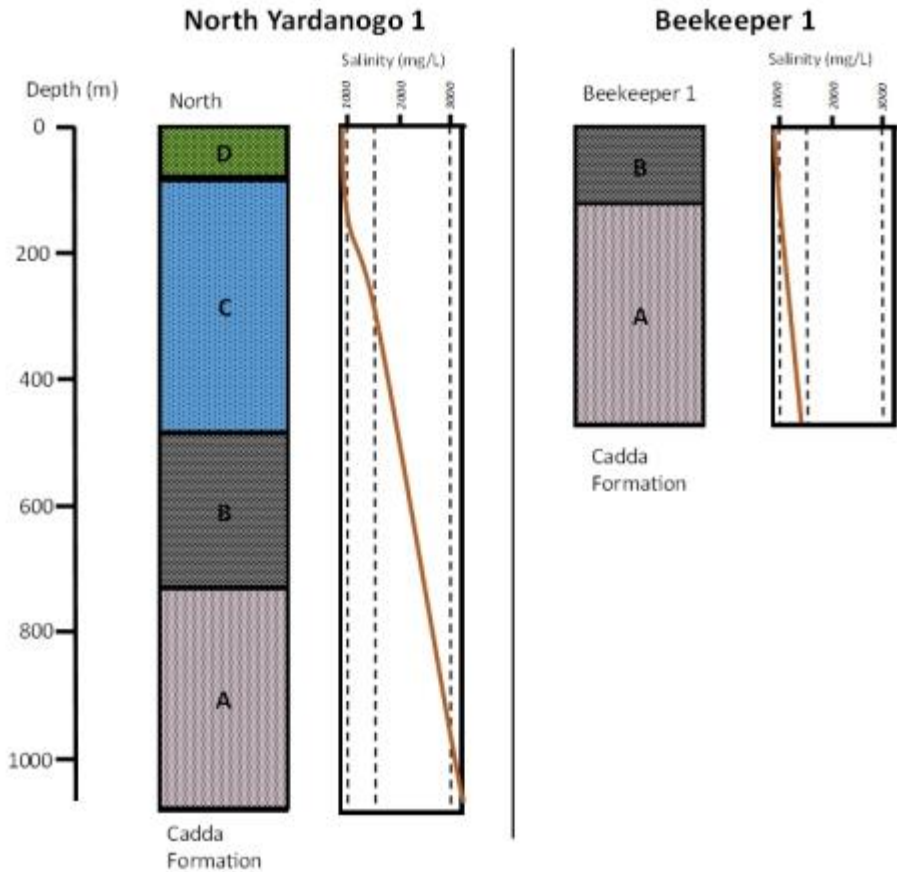 North Yardanogo 1
Beekeeper 1
Salinity (mg/L)
Salinity (mg/L)
Depth (m)
North
1000
2000
3000
Beekeeper 1
1000
2000
3000
0
D
B
200
C
A
400
Cadda
Formation
600
B
800
A
1000
Cadda
Formation